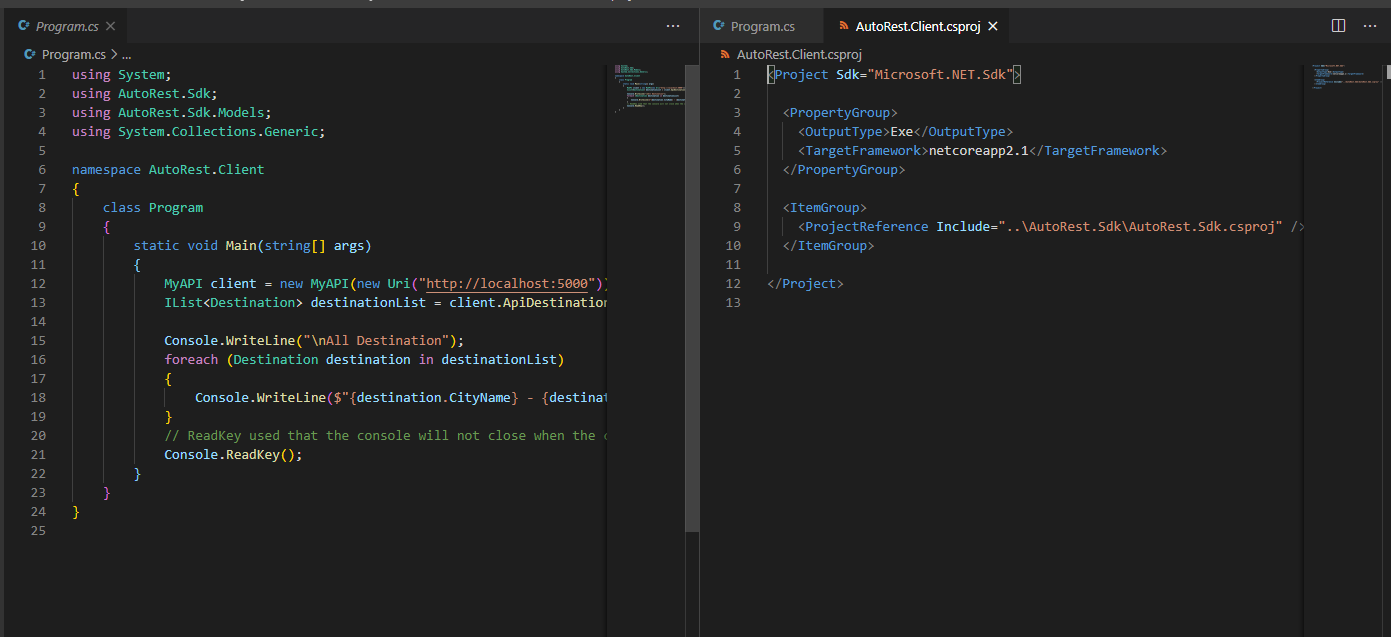 Program.cs
Program.cs > ...
1 using System;
2 using AutoRest.Sdk;
3 using AutoRest.Sdk.Models;
4 using System.Collections.Generic;
5
6 namespace AutoRest.Client
7 {
8 class Program
9 {
10 static void Main(string[] args)
11 {
12 MyAPI client = new MyAPI(new Uri("http://localhost:5000"))
13 IList<Destination> destinationList = client.ApiDestination
14
15 Console.WriteLine("\nAll Destination");
16 foreach (Destination destination in destinationList)
17 {
18 Console.WriteLine($"{destination.CityName} - {destinat
19 }
20 // ReadKey used that the console will not close when the
21 Console.ReadKey();
22 }
23 }
24 }
25
Program.cs AutoRest.Client.csproj
AutoRest.Client.csproj
1 <Project Sdk="Microsoft.NET.Sdk">
2
3 <PropertyGroup>
4 <OutputType>Exe</OutputType>
5 <TargetFramework>netcoreapp2.1</TargetFramework>
6 </PropertyGroup>
7
8 <ItemGroup>
9 <ProjectReference Include="..\AutoRest.Sdk\AutoRest.Sdk.csproj" />
10 </ItemGroup>
11
12 </Project>
13